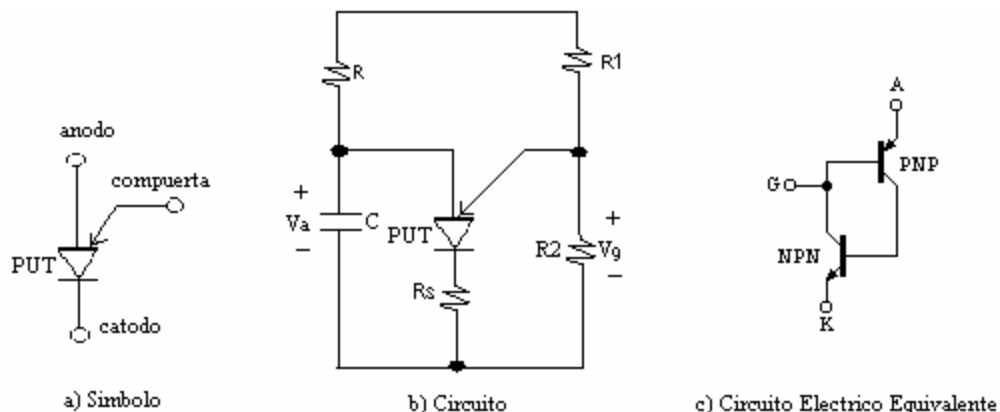 anodo
compuerta
PUT
catodo
a) Simbolo
R
R1
+
Va
−
C
PUT
Rs
R2
+
Vg
−
b) Circuito
A
PNP
G
NPN
K
c) Circuito Electrico Equivalente